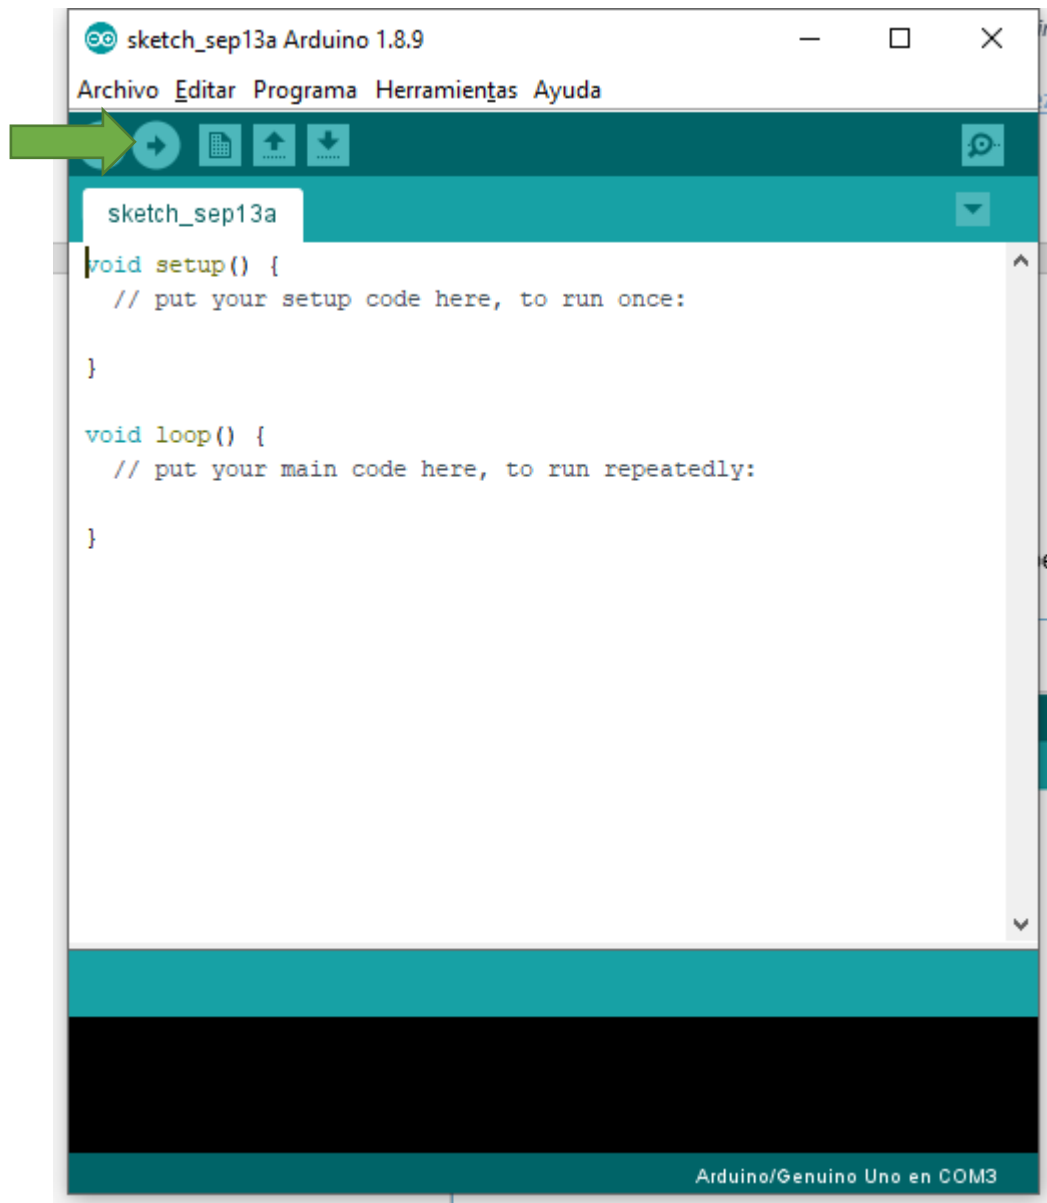 sketch_sep13a Arduino 1.8.9
Archivo Editar Programa Herramientas Ayuda
sketch_sep13a
void setup() {
// put your setup code here, to run once:
}
void loop() {
// put your main code here, to run repeatedly:
}
Arduino/Genuino Uno en COM3